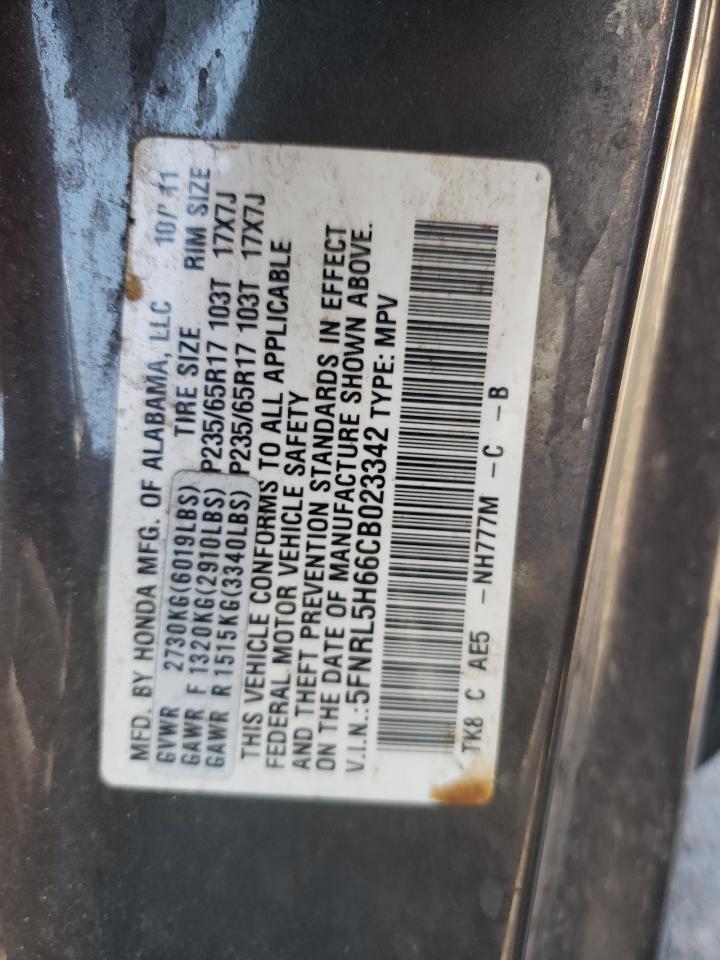 MFD. BY HONDA MFG. OF ALABAMA, LLC 10/'11
GVWR 2730KG(6019LBS) TIRE SIZE RIM SIZE
GAWR F 1320KG(2910LBS) P235/65R17 103T 17X7J
GAWR R 1515KG(3340LBS) P235/65R17 103T 17X7J
THIS VEHICLE CONFORMS TO ALL APPLICABLE
FEDERAL MOTOR VEHICLE SAFETY
AND THEFT PREVENTION STANDARDS IN EFFECT
ON THE DATE OF MANUFACTURE SHOWN ABOVE.
V.I.N.:5FNRL5H66CB023342 TYPE: MPV
TK8 C AE5 -NH777M -C -B